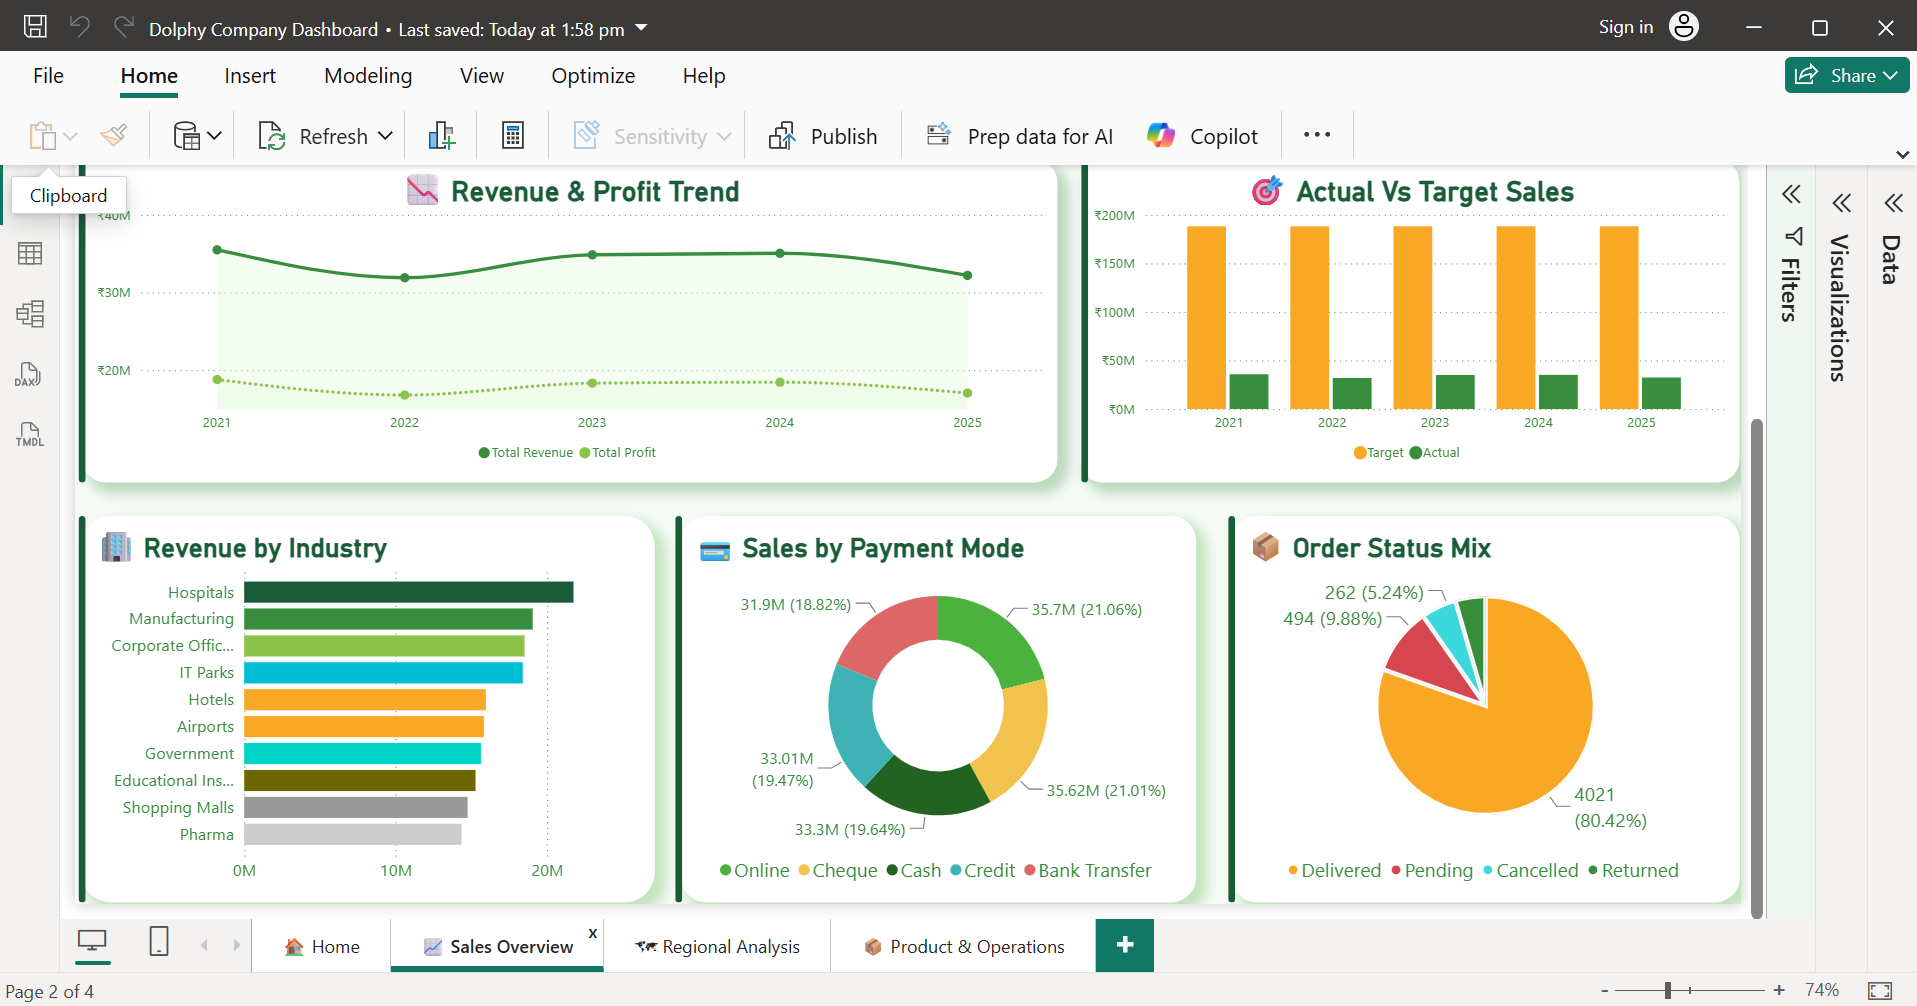 Dolphy Company Dashboard • Last saved: Today at 1:58 pm
Sign in
File Home Insert Modeling View Optimize Help
Share
Refresh
Sensitivity
Publish
Prep data for AI
Copilot
Clipboard
DAX
TMDL
Revenue & Profit Trend
₹40M
₹30M
₹20M
2021 2022 2023 2024 2025
Total Revenue Total Profit
Actual Vs Target Sales
₹200M
₹150M
₹100M
₹50M
₹0M
2021 2022 2023 2024 2025
Target Actual
Filters
Visualizations
Data
Revenue by Industry
Hospitals
Manufacturing
Corporate Offic...
IT Parks
Hotels
Airports
Government
Educational Ins...
Shopping Malls
Pharma
0M 10M 20M
Sales by Payment Mode
31.9M (18.82%)
35.7M (21.06%)
33.01M
(19.47%)
35.62M (21.01%)
33.3M (19.64%)
Online Cheque Cash Credit Bank Transfer
Order Status Mix
262 (5.24%)
494 (9.88%)
4021
(80.42%)
Delivered Pending Cancelled Returned
Home
Sales Overview
x
Regional Analysis
Product & Operations
+
Page 2 of 4
- + 74%